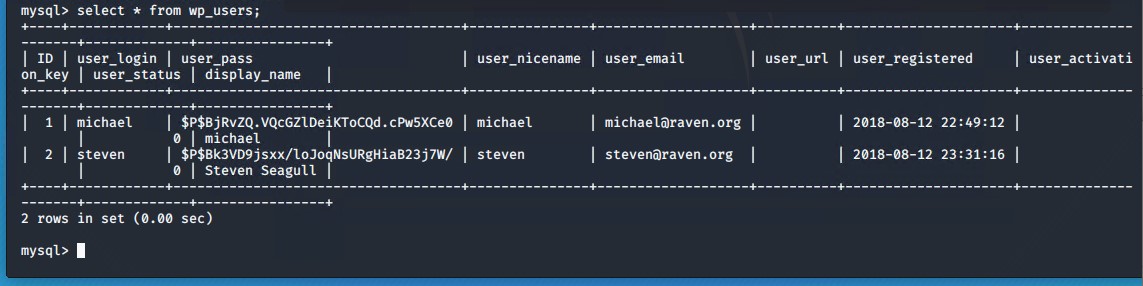 mysql> select * from wp_users;
+----+------------+------------------------------------+---------------+-------------------+----------+---------------------+--------------
-------+-------------+----------------+
| ID | user_login | user_pass                          | user_nicename | user_email        | user_url | user_registered     | user_activati
on_key | user_status | display_name   |
+----+------------+------------------------------------+---------------+-------------------+----------+---------------------+--------------
-------+-------------+----------------+
|  1 | michael    | $P$BjRvZQ.VQcGZlDeiKToCQd.cPw5XCe0 | michael       | michael@raven.org |          | 2018-08-12 22:49:12 |
       |           0 | michael        |
|  2 | steven     | $P$Bk3VD9jsxx/loJoqNsURgHiaB23j7W/ | steven        | steven@raven.org  |          | 2018-08-12 23:31:16 |
       |           0 | Steven Seagull |
+----+------------+------------------------------------+---------------+-------------------+----------+---------------------+--------------
-------+-------------+----------------+
2 rows in set (0.00 sec)
mysql>